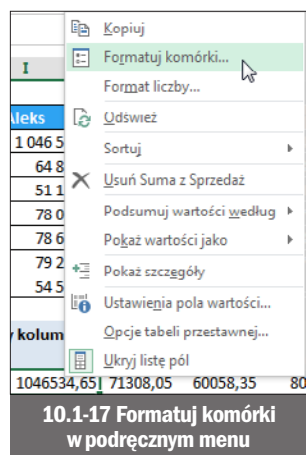 Kopiuj
I
Formatuj komórki...
Format liczby...
Aleks
Odśwież
1 046 5
Sortuj
64 8
51 1
Usuń Suma z Sprzedaż
78 0
Podsumuj wartości według
78 6
Pokaż wartości jako
79 2
Pokaż szczegóły
54 5
Ustawienia pola wartości...
y kolum
Opcje tabeli przestawnej...
Ukryj listę pól
1046534,65 71308,05 60058,35 80
10.1-17 Formatuj komórki
w podręcznym menu